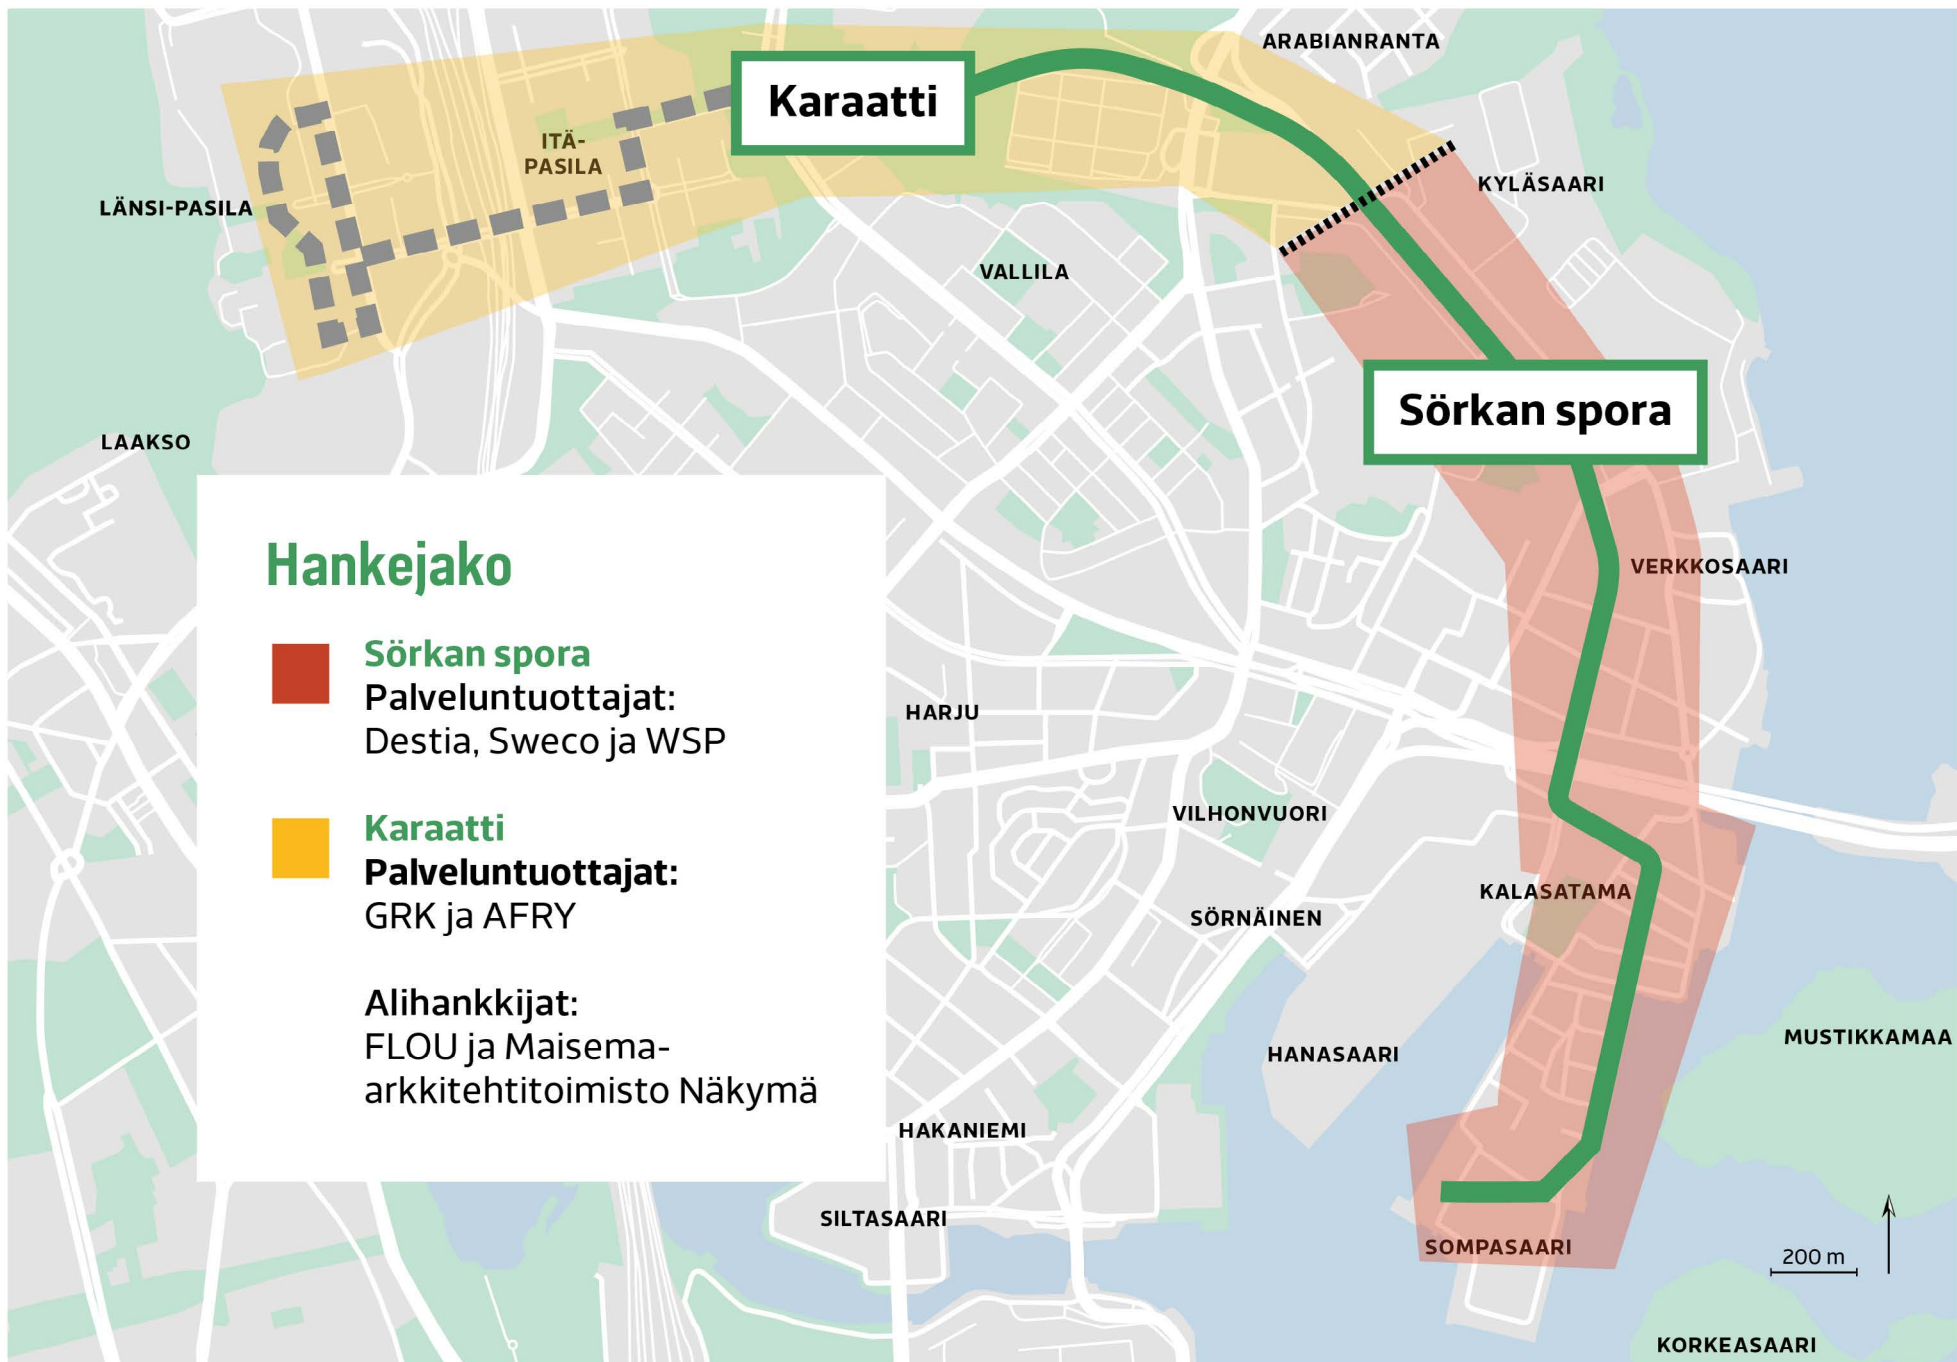 ARABIANRANTA
Karaatti
ITÄ-
PASILA
KYLÄSAARI
LÄNSI-PASILA
VALLILA
Sörkan spora
LAAKSO
VERKKOSAARI
Hankejako
Sörkan spora
Palveluntuottajat:
Destia, Sweco ja WSP
Karaatti
Palveluntuottajat:
GRK ja AFRY
Alihankkijat:
FLOU ja Maisema-
arkkitehtitoimisto Näkymä
HARJU
VILHONVUORI
KALASATAMA
SÖRNÄINEN
MUSTIKKAMAA
HANASAARI
HAKANIEMI
SILTASAARI
SOMPASAARI
200 m
KORKEASAARI